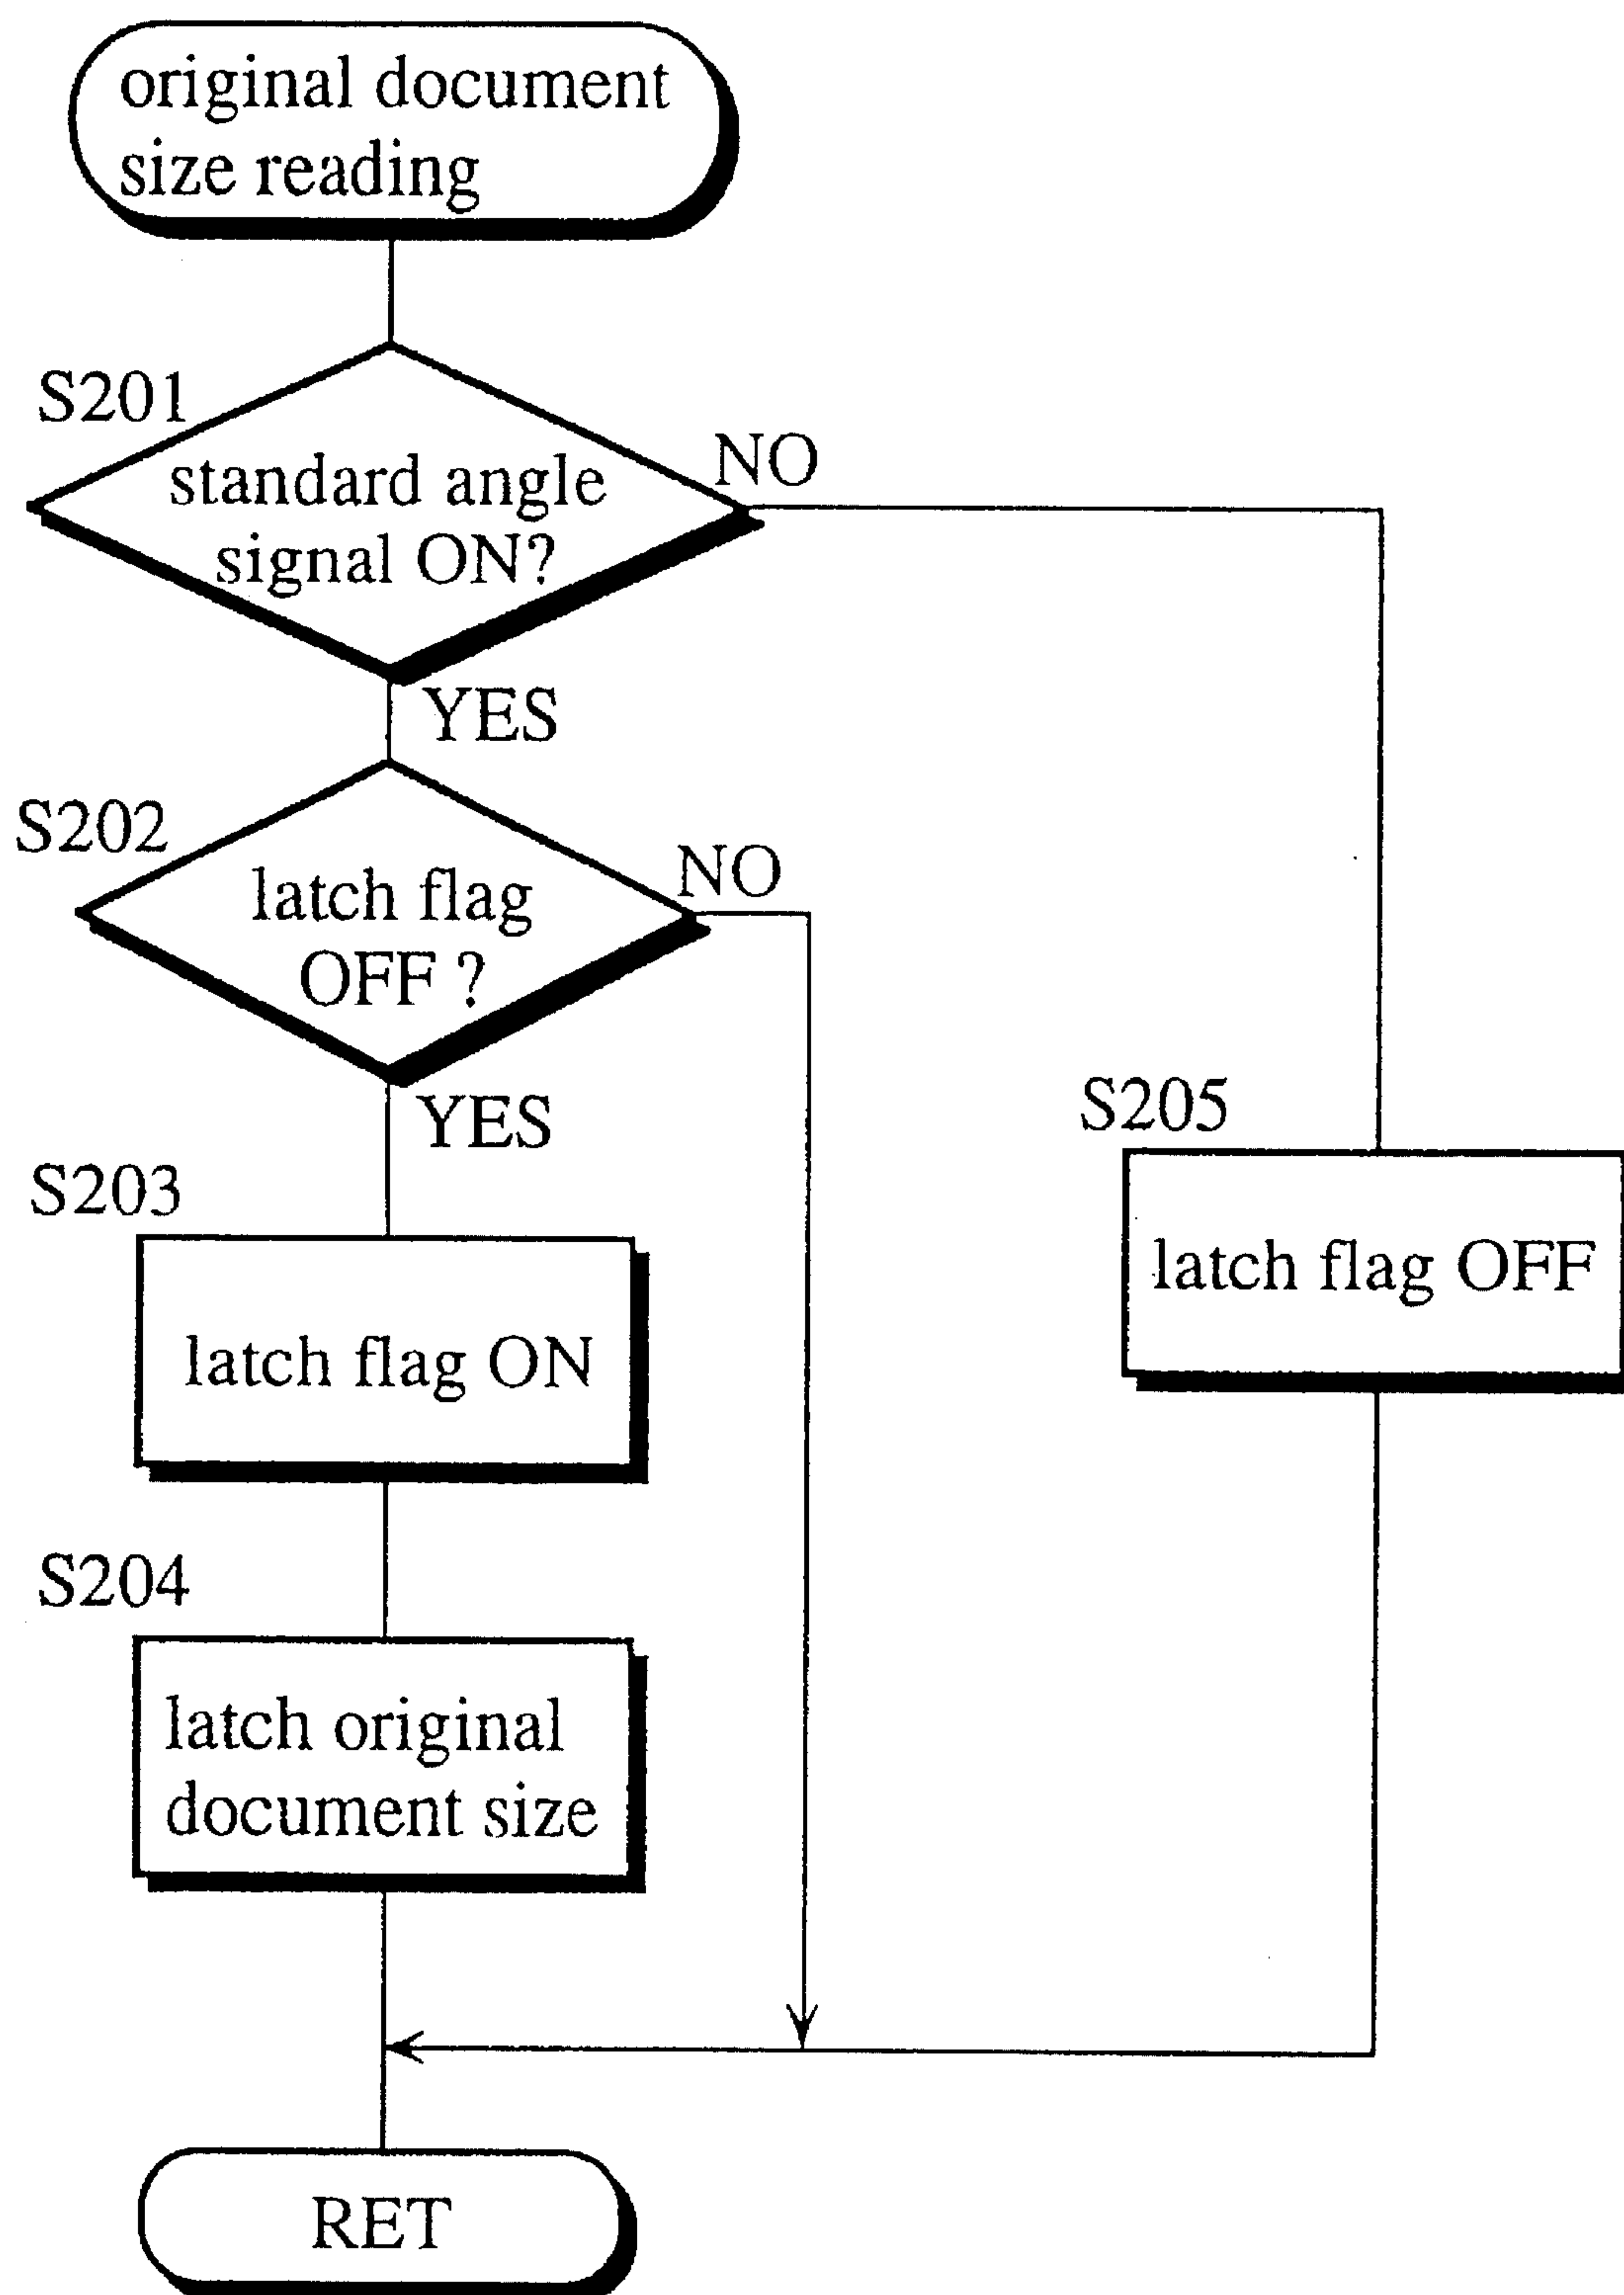 original document
size reading
S201
standard angle
signal ON?
NO
YES
S202
latch flag
OFF ?
NO
YES
S203
latch flag ON
S204
latch original
document size
S205
latch flag OFF
RET